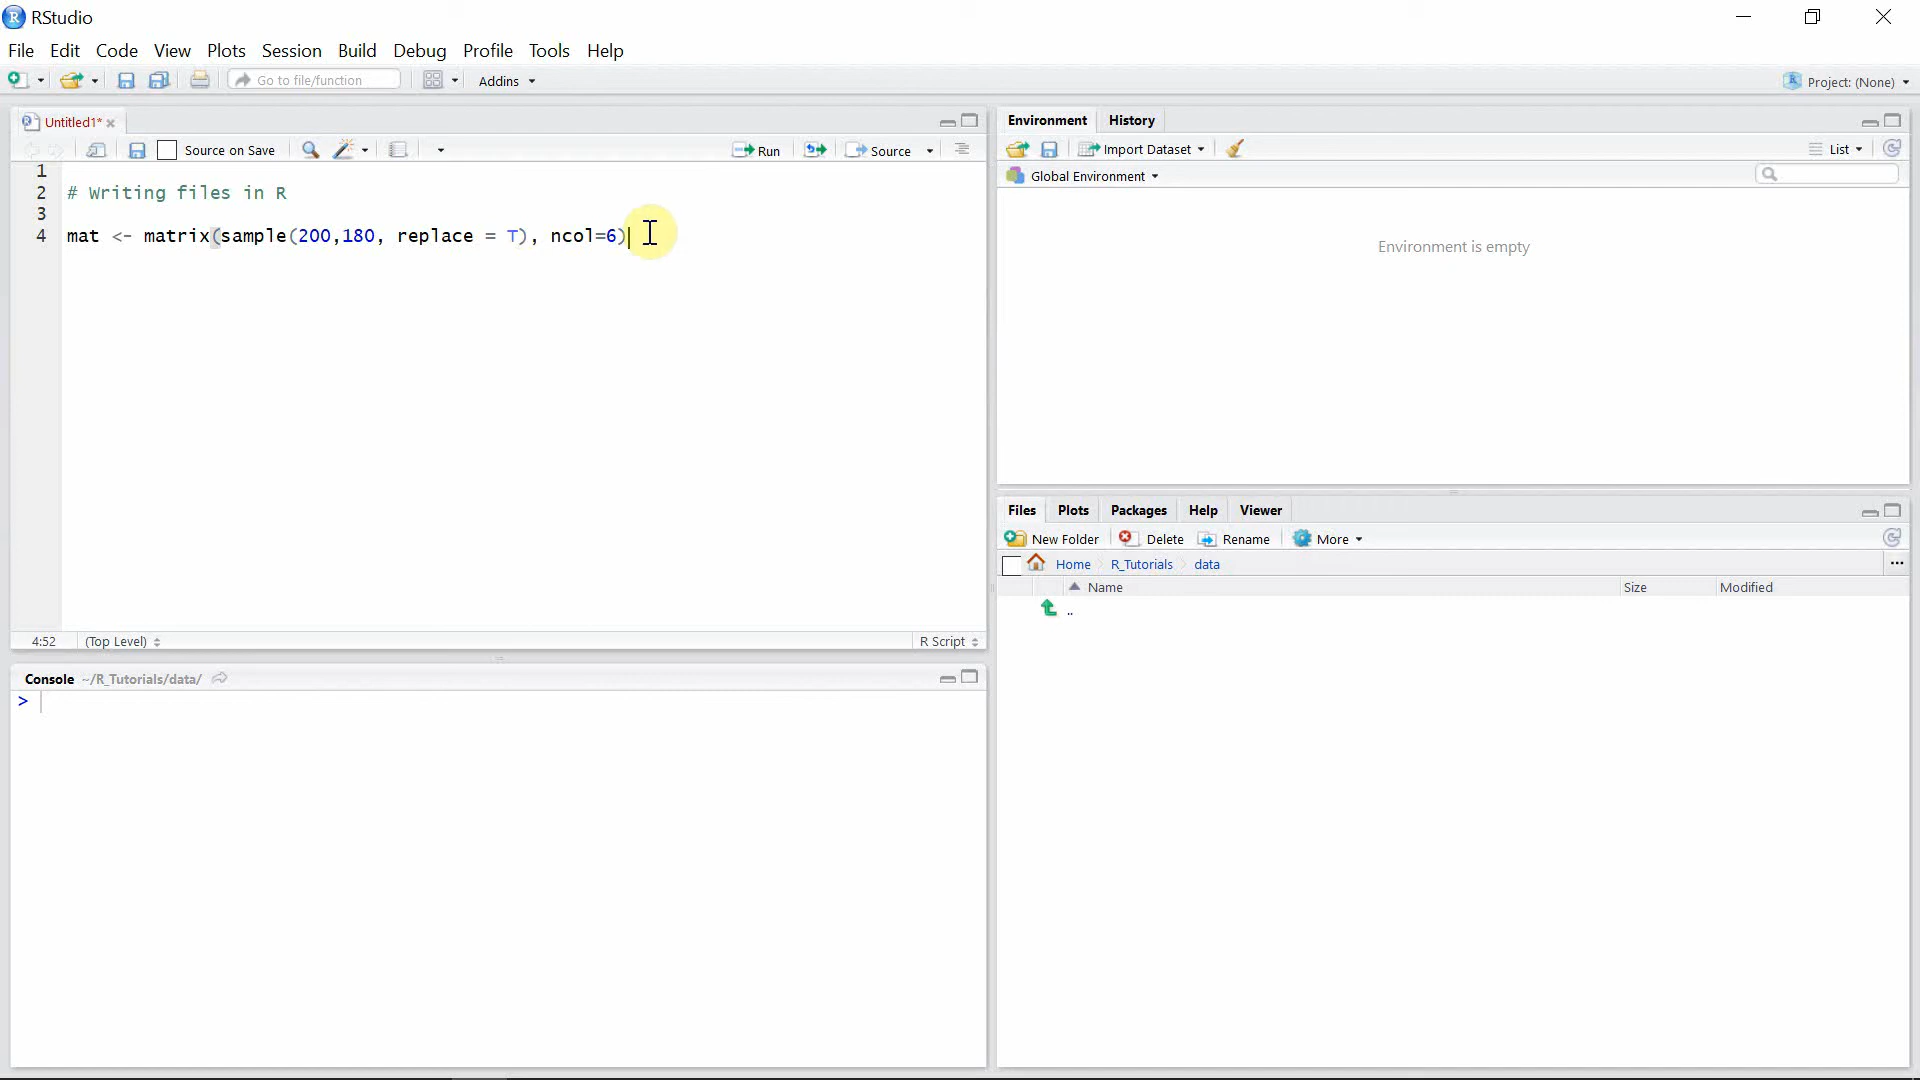 RStudio
File Edit Code View Plots Session Build Debug Profile Tools Help
Go to file/function Addins Project: (None)
Untitled1*
Source on Save Run Source
1
2 # Writing files in R
3
4 mat <- matrix(sample(200,180, replace = T), ncol=6)
4:52 (Top Level) R Script
Console ~/R_Tutorials/data/
>
Environment History
Import Dataset List
Global Environment
Environment is empty
Files Plots Packages Help Viewer
New Folder Delete Rename More
Home R_Tutorials data ...
Name Size Modified
..